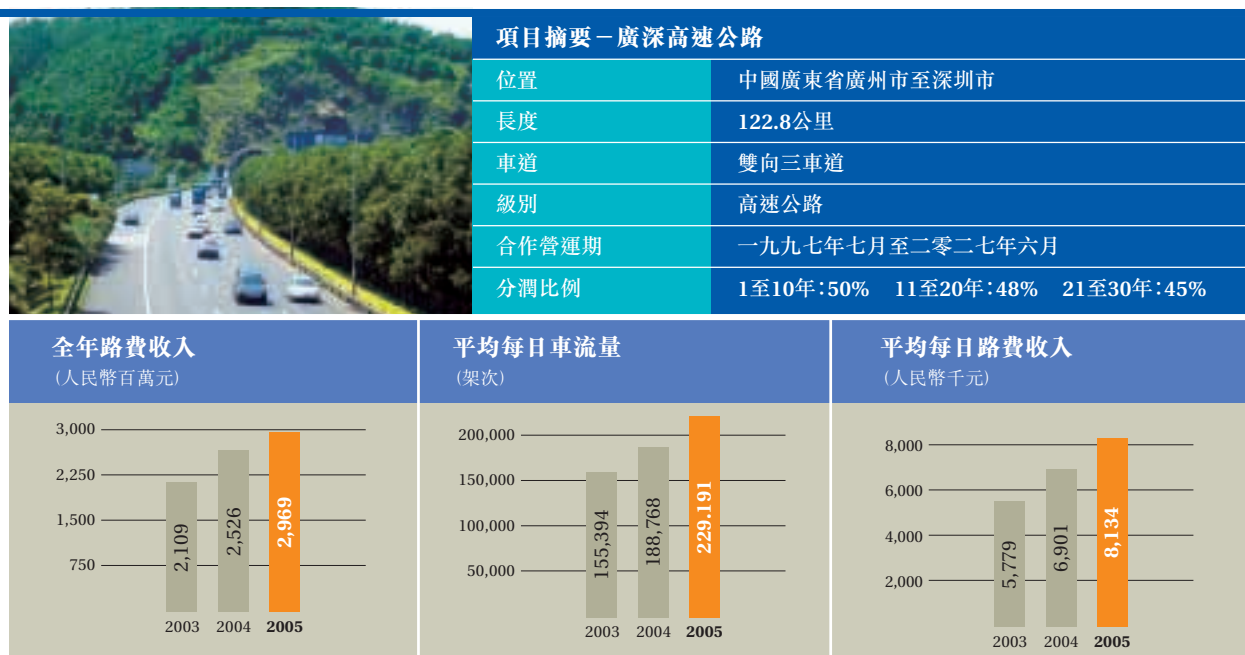 項目摘要－廣深高速公路
位置 中國廣東省廣州市至深圳市
長度 122.8公里
車道 雙向三車道
級別 高速公路
合作營運期 一九九七年七月至二零二七年六月
分潤比例 1至10年：50% 11至20年：48% 21至30年：45%
全年路費收入
(人民幣百萬元)
3,000
2,250
1,500
750
2,109
2,526
2,969
2003 2004 2005
平均每日車流量
(架次)
200,000
150,000
100,000
50,000
155,394
188,768
229.191
2003 2004 2005
平均每日路費收入
(人民幣千元)
8,000
6,000
4,000
2,000
5,779
6,901
8,134
2003 2004 2005